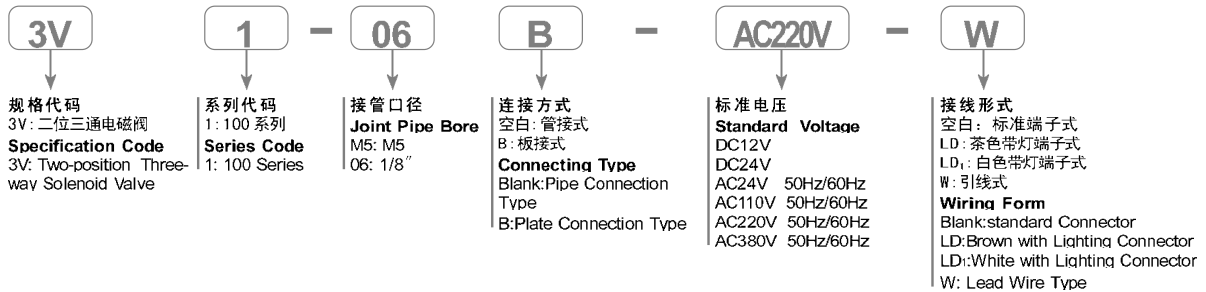 3V 1 - 06 B - AC220V - W
规格代码
3V: 二位三通电磁阀
Specification Code
3V: Two-position Three-
way Solenoid Valve
系列代码
1: 100 系列
Series Code
1: 100 Series
接管口径
Joint Pipe Bore
M5: M5
06: 1/8″
连接方式
空白: 管接式
B: 板接式
Connecting Type
Blank:Pipe Connection
Type
B:Plate Connection Type
标准电压
Standard Voltage
DC12V
DC24V
AC24V 50Hz/60Hz
AC110V 50Hz/60Hz
AC220V 50Hz/60Hz
AC380V 50Hz/60Hz
接线形式
空白: 标准端子式
LD: 茶色带灯端子式
LD₁: 白色带灯端子式
W: 引线式
Wiring Form
Blank:standard Connector
LD:Brown with Lighting Connector
LD₁:White with Lighting Connector
W: Lead Wire Type